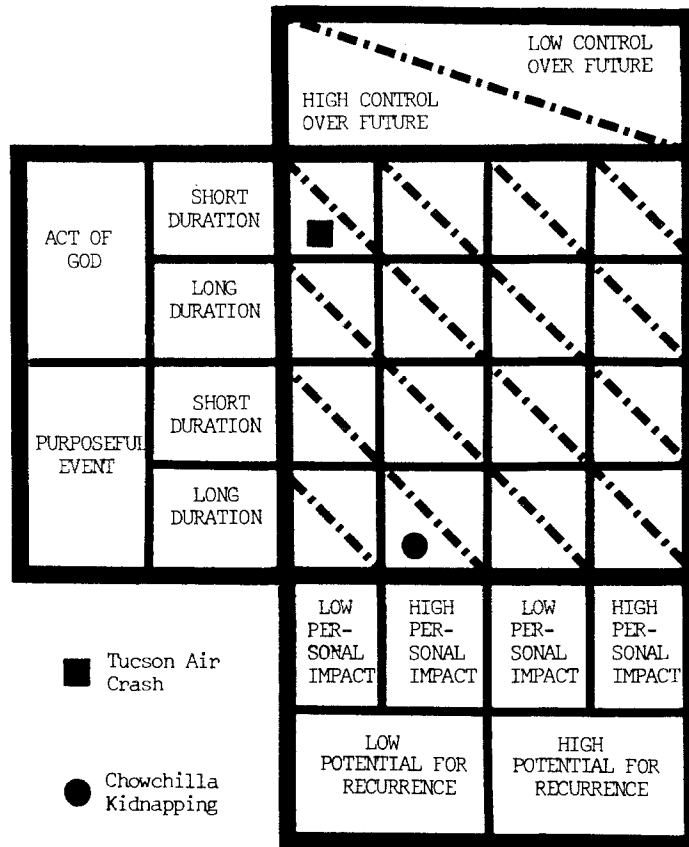 LOW CONTROL
OVER FUTURE
HIGH CONTROL
OVER FUTURE
ACT OF
GOD
SHORT
DURATION
LONG
DURATION
PURPOSEFUL
EVENT
SHORT
DURATION
LONG
DURATION
LOW
PER-
SONAL
IMPACT
HIGH
PER-
SONAL
IMPACT
LOW
PER-
SONAL
IMPACT
HIGH
PER-
SONAL
IMPACT
LOW
POTENTIAL FOR
RECURRENCE
HIGH
POTENTIAL FOR
RECURRENCE
Tucson Air
Crash
Chowchilla
Kidnapping